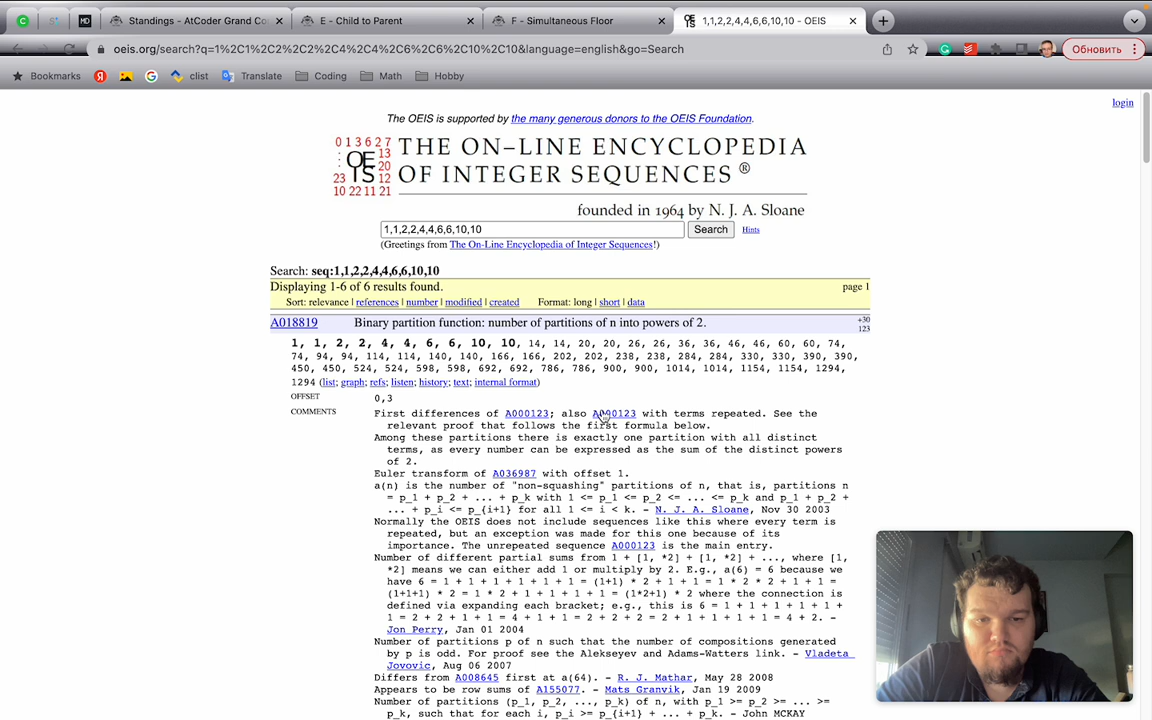 Standings - AtCoder Grand Co
E - Child to Parent
F - Simultaneous Floor
1,1,2,2,4,4,6,6,10,10 - OEIS
oeis.org/search?q=1%2C1%2C2%2C2%2C4%2C4%2C6%2C6%2C10%2C10&language=english&go=Search
Обновить
Bookmarks
clist
Translate
Coding
Math
Hobby
login
The OEIS is supported by the many generous donors to the OEIS Foundation.
0 1 3 6 2 7
: OE 13
: IS 20
23 12
10 22 11 21
THE ON-LINE ENCYCLOPEDIA
OF INTEGER SEQUENCES ®
founded in 1964 by N. J. A. Sloane
1,1,2,2,4,4,6,6,10,10 Search Hints
(Greetings from The On-Line Encyclopedia of Integer Sequences!)
Search: seq:1,1,2,2,4,4,6,6,10,10
Displaying 1-6 of 6 results found. page 1
Sort: relevance | references | number | modified | created Format: long | short | data
A018819 Binary partition function: number of partitions of n into powers of 2. +30
123
1, 1, 2, 2, 4, 4, 6, 6, 10, 10, 14, 14, 20, 20, 26, 26, 36, 36, 46, 46, 60, 60, 74,
74, 94, 94, 114, 114, 140, 140, 166, 166, 202, 202, 238, 238, 284, 284, 330, 330, 390, 390,
450, 450, 524, 524, 598, 598, 692, 692, 786, 786, 900, 900, 1014, 1014, 1154, 1154, 1294,
1294 (list; graph; refs; listen; history; text; internal format)
OFFSET 0,3
COMMENTS First differences of A000123; also A000123 with terms repeated. See the
relevant proof that follows the first formula below.
Among these partitions there is exactly one partition with all distinct
terms, as every number can be expressed as the sum of the distinct powers
of 2.
Euler transform of A036987 with offset 1.
a(n) is the number of "non-squashing" partitions of n, that is, partitions n
= p_1 + p_2 + ... + p_k with 1 <= p_1 <= p_2 <= ... <= p_k and p_1 + p_2 +
... + p_i <= p_{i+1} for all 1 <= i < k. - N. J. A. Sloane, Nov 30 2003
Normally the OEIS does not include sequences like this where every term is
repeated, but an exception was made for this one because of its
importance. The unrepeated sequence A000123 is the main entry.
Number of different partial sums from 1 + [1, *2] + [1, *2] + ..., where [1,
*2] means we can either add 1 or multiply by 2. E.g., a(6) = 6 because we
have 6 = 1 + 1 + 1 + 1 + 1 + 1 = (1+1) * 2 + 1 + 1 = 1 * 2 * 2 + 1 + 1 =
(1+1+1) * 2 = 1 * 2 + 1 + 1 + 1 + 1 = (1*2+1) * 2 where the connection is
defined via expanding each bracket; e.g., this is 6 = 1 + 1 + 1 + 1 + 1 +
1 = 2 + 2 + 1 + 1 = 4 + 1 + 1 = 2 + 2 + 2 = 2 + 1 + 1 + 1 + 1 = 4 + 2. -
Jon Perry, Jan 01 2004
Number of partitions p of n such that the number of compositions generated
by p is odd. For proof see the Alekseyev and Adams-Watters link. - Vladeta
Jovovic, Aug 06 2007
Differs from A008645 first at a(64). - R. J. Mathar, May 28 2008
Appears to be row sums of A155077. - Mats Granvik, Jan 19 2009
Number of partitions (p_1, p_2, ..., p_k) of n, with p_1 >= p_2 >= ... >=
p_k, such that for each i, p_i >= p_{i+1} + ... + p_k. - John MCKAY